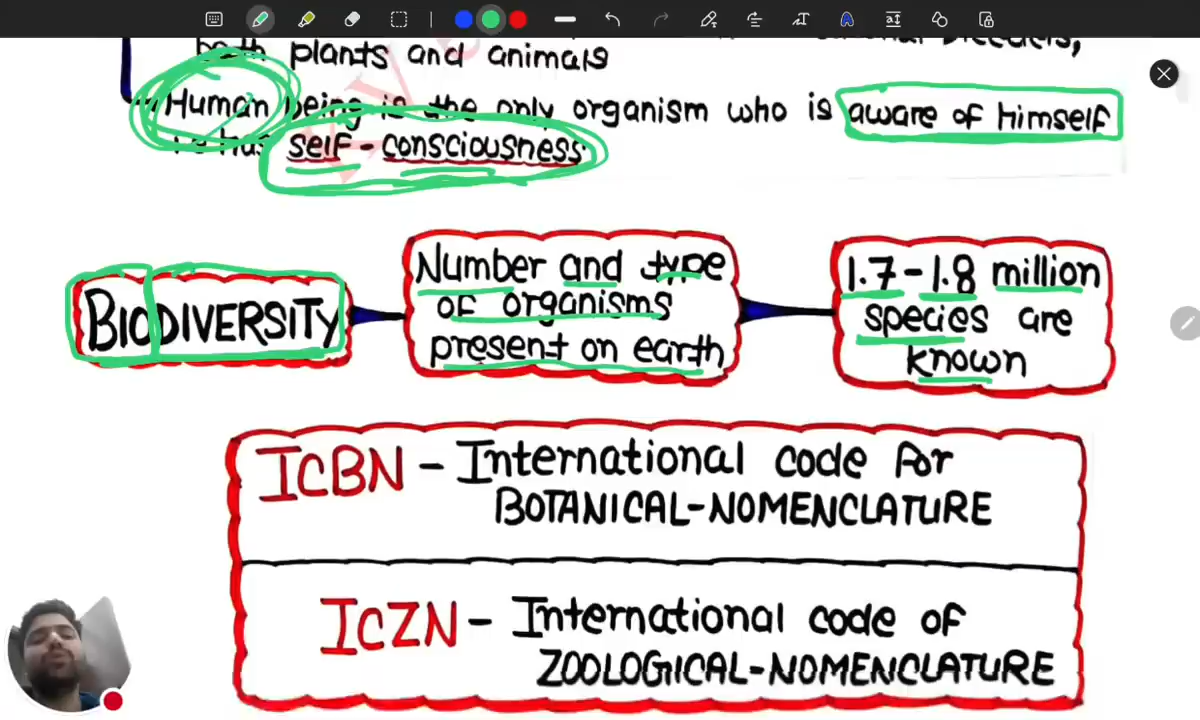 both plants and animals
Human being is the only organism who is aware of himself
self-consciousness
BIODIVERSITY
Number and type
of organisms
present on earth
1.7-1.8 million
species are
known
ICBN - International code for
BOTANICAL-NOMENCLATURE
ICZN - International code of
ZOOLOGICAL-NOMENCLATURE